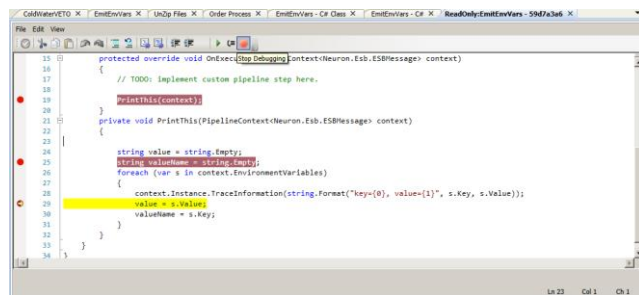 ColdWaterVETO X EmitEnvVars X UnZip Files X Order Process X EmitEnvVars - C# Class X EmitEnvVars - C# X ReadOnly:EmitEnvVars - 59d7a3a6 X
File Edit View
15 protected override void OnExecu Context<Neuron.Esb.ESBMessage> context)
Stop Debugging
16 {
17 // TODO: implement custom pipeline step here.
18
19 PrintThis(context);
20 }
21 private void PrintThis(PipelineContext<Neuron.Esb.ESBMessage> context)
22 {
23
24 string value = string.Empty;
25 string valueName = string.Empty;
26 foreach (var s in context.EnvironmentVariables)
27 {
28 context.Instance.TraceInformation(string.Format("key={0}, value={1}", s.Key, s.Value));
29 value = s.Value;
30 valueName = s.Key;
31 }
32 }
33 }
34 }
Ln 23 Col 1 Ch 1